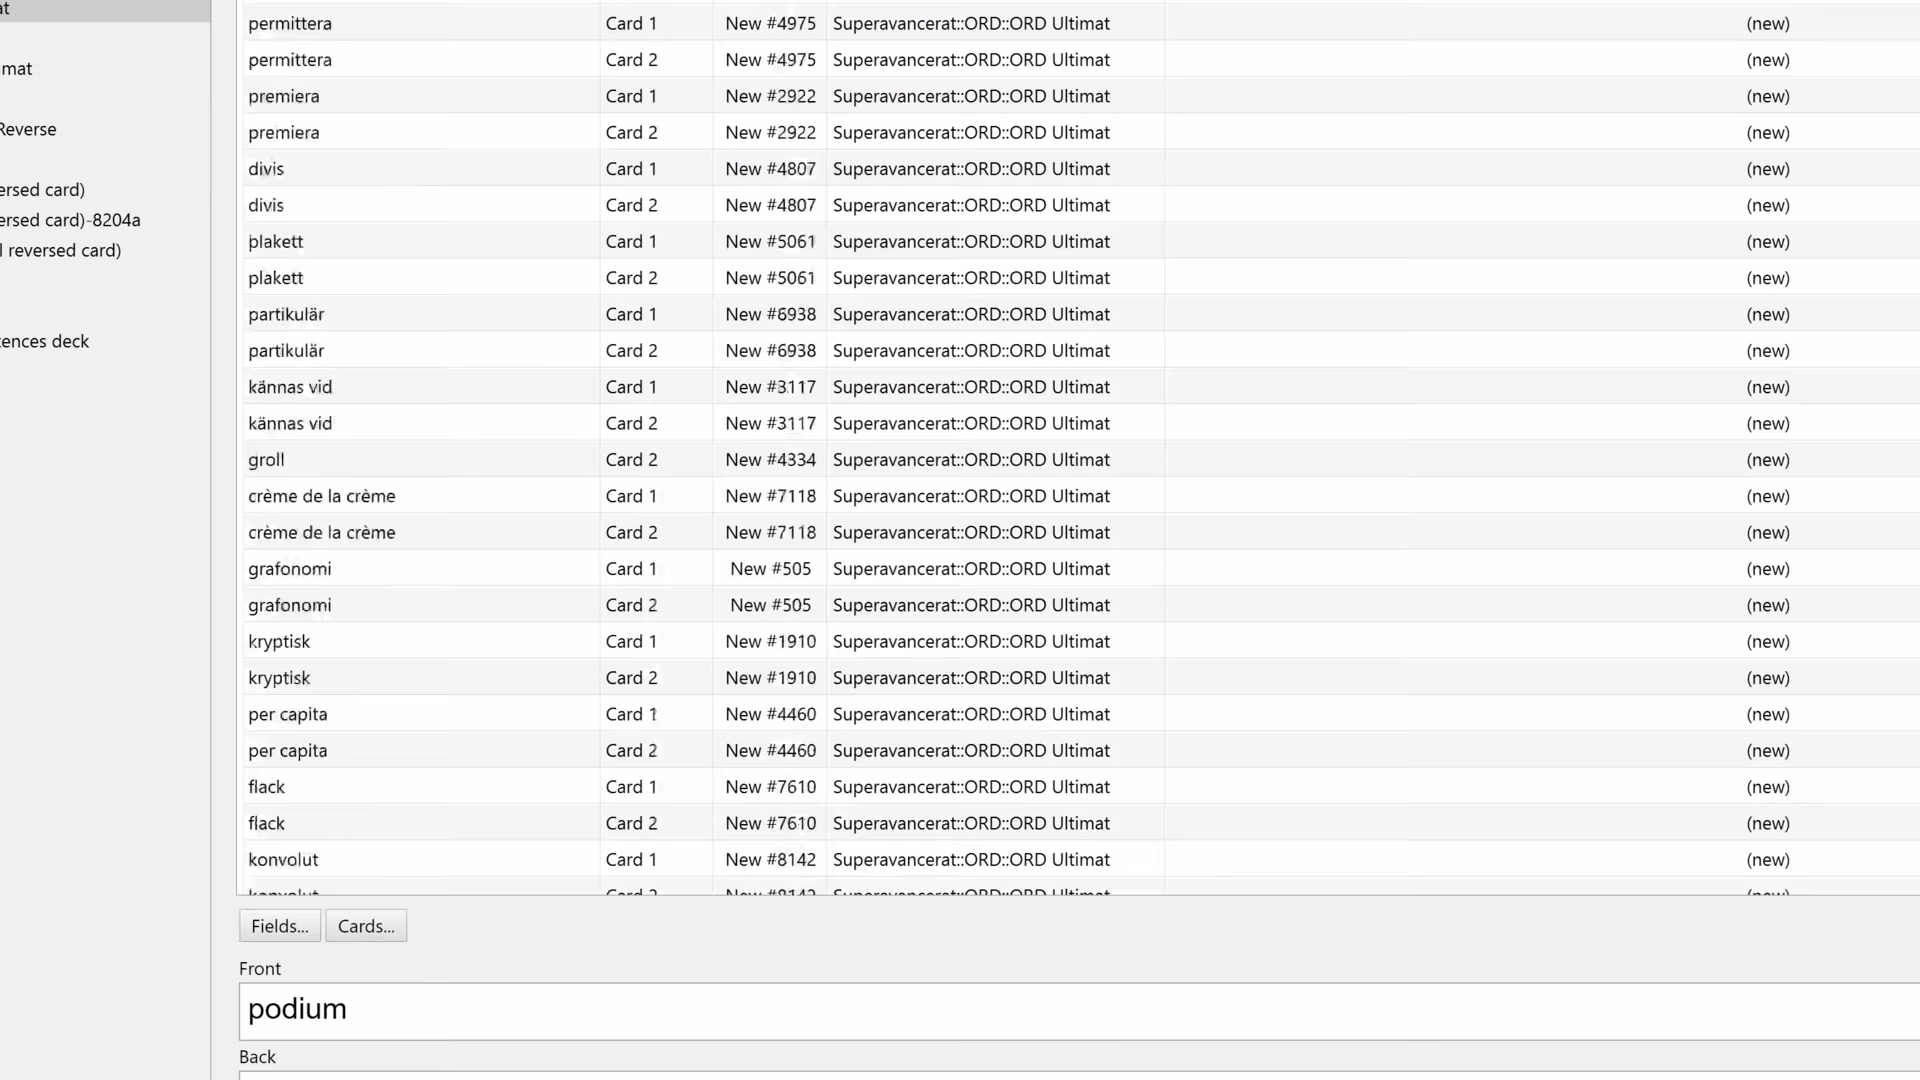 at
mat
Reverse
ersed card)
ersed card)-8204a
l reversed card)
tences deck
permittera Card 1 New #4975 Superavancerat::ORD::ORD Ultimat (new)
permittera Card 2 New #4975 Superavancerat::ORD::ORD Ultimat (new)
premiera Card 1 New #2922 Superavancerat::ORD::ORD Ultimat (new)
premiera Card 2 New #2922 Superavancerat::ORD::ORD Ultimat (new)
divis Card 1 New #4807 Superavancerat::ORD::ORD Ultimat (new)
divis Card 2 New #4807 Superavancerat::ORD::ORD Ultimat (new)
plakett Card 1 New #5061 Superavancerat::ORD::ORD Ultimat (new)
plakett Card 2 New #5061 Superavancerat::ORD::ORD Ultimat (new)
partikulär Card 1 New #6938 Superavancerat::ORD::ORD Ultimat (new)
partikulär Card 2 New #6938 Superavancerat::ORD::ORD Ultimat (new)
kännas vid Card 1 New #3117 Superavancerat::ORD::ORD Ultimat (new)
kännas vid Card 2 New #3117 Superavancerat::ORD::ORD Ultimat (new)
groll Card 2 New #4334 Superavancerat::ORD::ORD Ultimat (new)
crème de la crème Card 1 New #7118 Superavancerat::ORD::ORD Ultimat (new)
crème de la crème Card 2 New #7118 Superavancerat::ORD::ORD Ultimat (new)
grafonomi Card 1 New #505 Superavancerat::ORD::ORD Ultimat (new)
grafonomi Card 2 New #505 Superavancerat::ORD::ORD Ultimat (new)
kryptisk Card 1 New #1910 Superavancerat::ORD::ORD Ultimat (new)
kryptisk Card 2 New #1910 Superavancerat::ORD::ORD Ultimat (new)
per capita Card 1 New #4460 Superavancerat::ORD::ORD Ultimat (new)
per capita Card 2 New #4460 Superavancerat::ORD::ORD Ultimat (new)
flack Card 1 New #7610 Superavancerat::ORD::ORD Ultimat (new)
flack Card 2 New #7610 Superavancerat::ORD::ORD Ultimat (new)
konvolut Card 1 New #8142 Superavancerat::ORD::ORD Ultimat (new)
konvolut Card 2 New #8142 Superavancerat::ORD::ORD Ultimat (new)
Fields... Cards...
Front
podium
Back